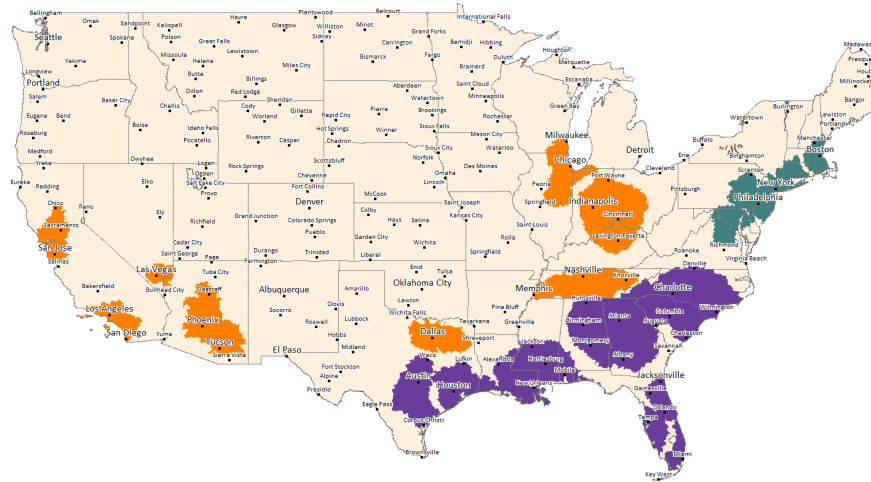 Bellingham
Omak
Sandpoint
Kalispell
Havre
Glasgow
Plentywood
Belcourt
International Falls
Seattle
Spokane
Polson
Great Falls
Williston
Minot
Grand Forks
Sidney
Carrington
Bemidji
Hibbing
Madawas
Yakima
Missoula
Helena
Lewistown
Bismarck
Fargo
Duluth
Houghton
Marquette
Presque
Longview
Butte
Miles City
Brainerd
Houl
Portland
Dillon
Billings
Aberdeen
Saint Cloud
Escanaba
Millinocket
Salem
Baker City
Challis
Red Lodge
Sheridan
Watertown
Minneapolis
Bangor
Cody
Gillette
Rapid City
Pierre
Brookings
Green Bay
Burlington
Lewiston
Eugene
Bend
Worland
Rochester
Watertown
Portland
Roseburg
Boise
Idaho Falls
Hot Springs
Winner
Sioux Falls
Milwaukee
Manchester
Medford
Pocatello
Riverton
Casper
Chadron
Mason City
Detroit
Buffalo
Boston
Yreka
Owyhee
Sioux City
Waterloo
Chicago
Erie
Binghamton
Logan
Rock Springs
Scottsbluff
Norfolk
Des Moines
Cleveland
Scranton
Eureka
Redding
Elko
Ogden
Cheyenne
Omaha
Fort Wayne
New York
Salt Lake City
Fort Collins
Lincoln
Peoria
Pittsburgh
Philadelphia
Provo
Denver
McCook
Saint Joseph
Springfield
Indianapolis
Chico
Reno
Ely
Richfield
Grand Junction
Colorado Springs
Colby
Hays
Salina
Kansas City
Cincinnati
Sacramento
Pueblo
Saint Louis
Lexington Fayette
Richmond
San Jose
Cedar City
Durango
Trinidad
Garden City
Wichita
Rolla
Roanoke
Virginia Beach
Salinas
Saint George
Page
Farmington
Liberal
Springfield
Danville
Las Vegas
Tuba City
Enid
Tulsa
Nashville
Knoxville
Bakersfield
Bullhead City
Flagstaff
Albuquerque
Amarillo
Oklahoma City
Memphis
Charlotte
Los Angeles
Socorro
Clovis
Lawton
Pine Bluff
Huntsville
Wilmington
Phoenix
Roswell
Lubbock
Wichita Falls
Texarkana
Greenville
Birmingham
Atlanta
Columbia
Augusta
San Diego
Yuma
Hobbs
Dallas
Shreveport
Montgomery
Charleston
Tucson
El Paso
Midland
Jackson
Savannah
Sierra Vista
Waco
Lufkin
Alexandria
Hattiesburg
Albany
Fort Stockton
Austin
Mobile
Jacksonville
Alpine
Houston
New Orleans
Gainesville
Presidio
Eagle Pass
Orlando
Corpus Christi
Tampa
Brownsville
Miami
Key West